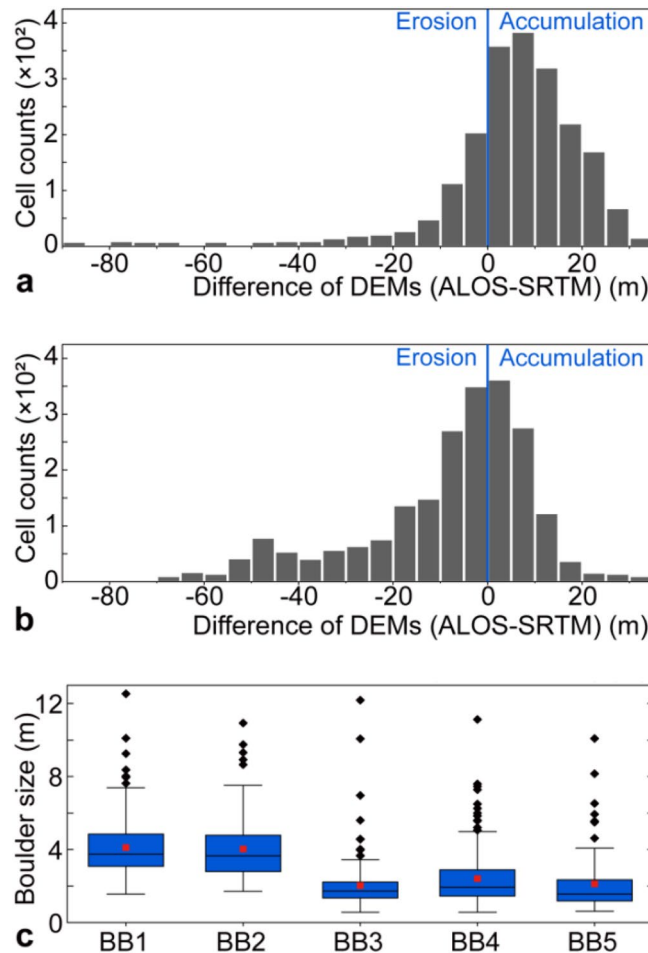 Erosion Accumulation
Cell counts (×10²)
4
3
2
1
0
-80 -60 -40 -20 0 20
a
Difference of DEMs (ALOS-SRTM) (m)
Erosion Accumulation
Cell counts (×10²)
4
3
2
1
0
-80 -60 -40 -20 0 20
b
Difference of DEMs (ALOS-SRTM) (m)
Boulder size (m)
12
8
4
0
c
BB1 BB2 BB3 BB4 BB5